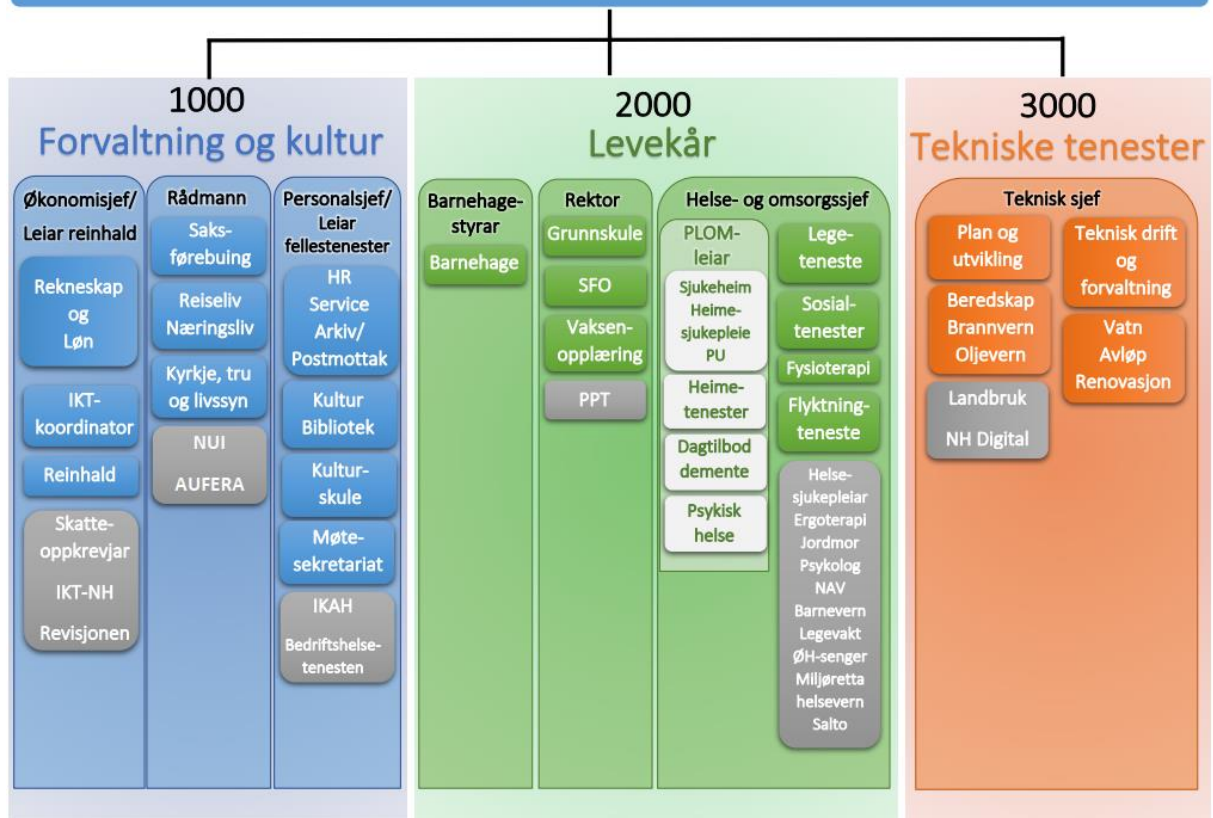 1000
Forvaltning og kultur
Økonomisjef/
Leiar reinhald
Rekneskap
og
Løn
IKT-
koordinator
Reinhald
Skatte-
oppkrevjar
IKT-NH
Revisjonen
Rådmann
Saks-
førebuing
Reiseliv
Næringsliv
Kyrkje, tru
og livssyn
NUI
AUFERA
Personalsjef/
Leiar
fellestenester
HR
Service
Arkiv/
Postmottak
Kultur
Bibliotek
Kultur-
skule
Møte-
sekretariat
IKAH
Bedriftshelse-
tenesten
2000
Levekår
Barnehage-
styrar
Barnehage
Rektor
Grunnskule
SFO
Vaksen-
opplæring
PPT
Helse- og omsorgssjef
PLOM-
leiar
Sjukeheim
Heime-
sjukepleie
PU
Heime-
tenester
Dagtilbod
demente
Psykisk
helse
Lege-
teneste
Sosial-
tenester
Fysioterapi
Flyktning-
teneste
Helse-
sjukepleiar
Ergoterapi
Jordmor
Psykolog
NAV
Barnevern
Legevakt
ØH-senger
Miljøretta
helsevern
Salto
3000
Tekniske tenester
Teknisk sjef
Plan og
utvikling
Beredskap
Brannvern
Oljevern
Landbruk
NH Digital
Teknisk drift
og
forvaltning
Vatn
Avløp
Renovasjon